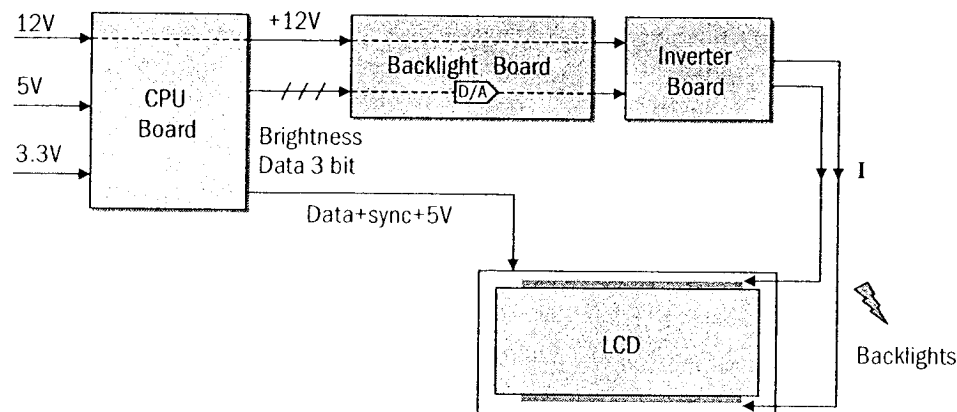 12V
+12V
5V
CPU
Board
Backlight Board
D/A
Inverter
Board
3.3V
Brightness
Data 3 bit
I
Data+sync+5V
LCD
Backlights